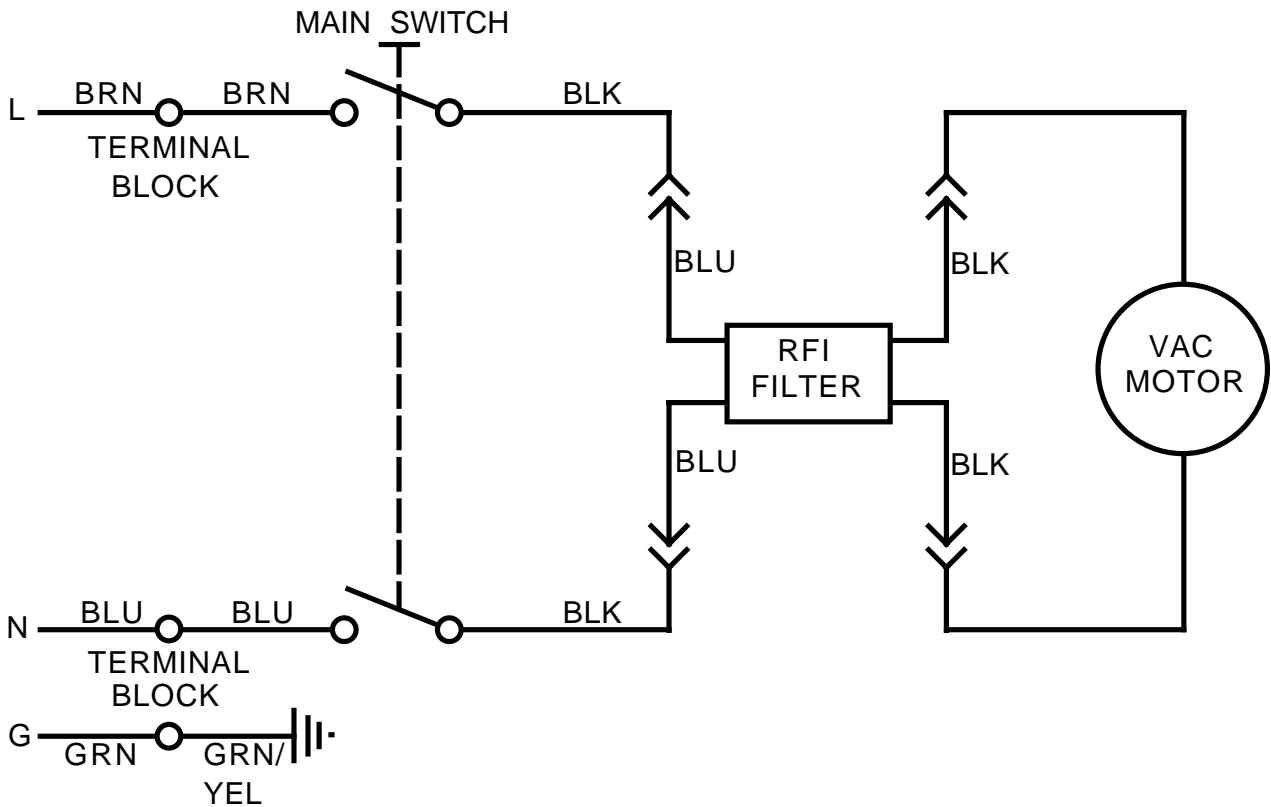 MAIN SWITCH
L
BRN
BRN
BLK
TERMINAL
BLOCK
BLU
BLK
RFI
FILTER
VAC
MOTOR
BLU
BLK
N
BLU
BLU
BLK
TERMINAL
BLOCK
G
GRN
GRN/
YEL